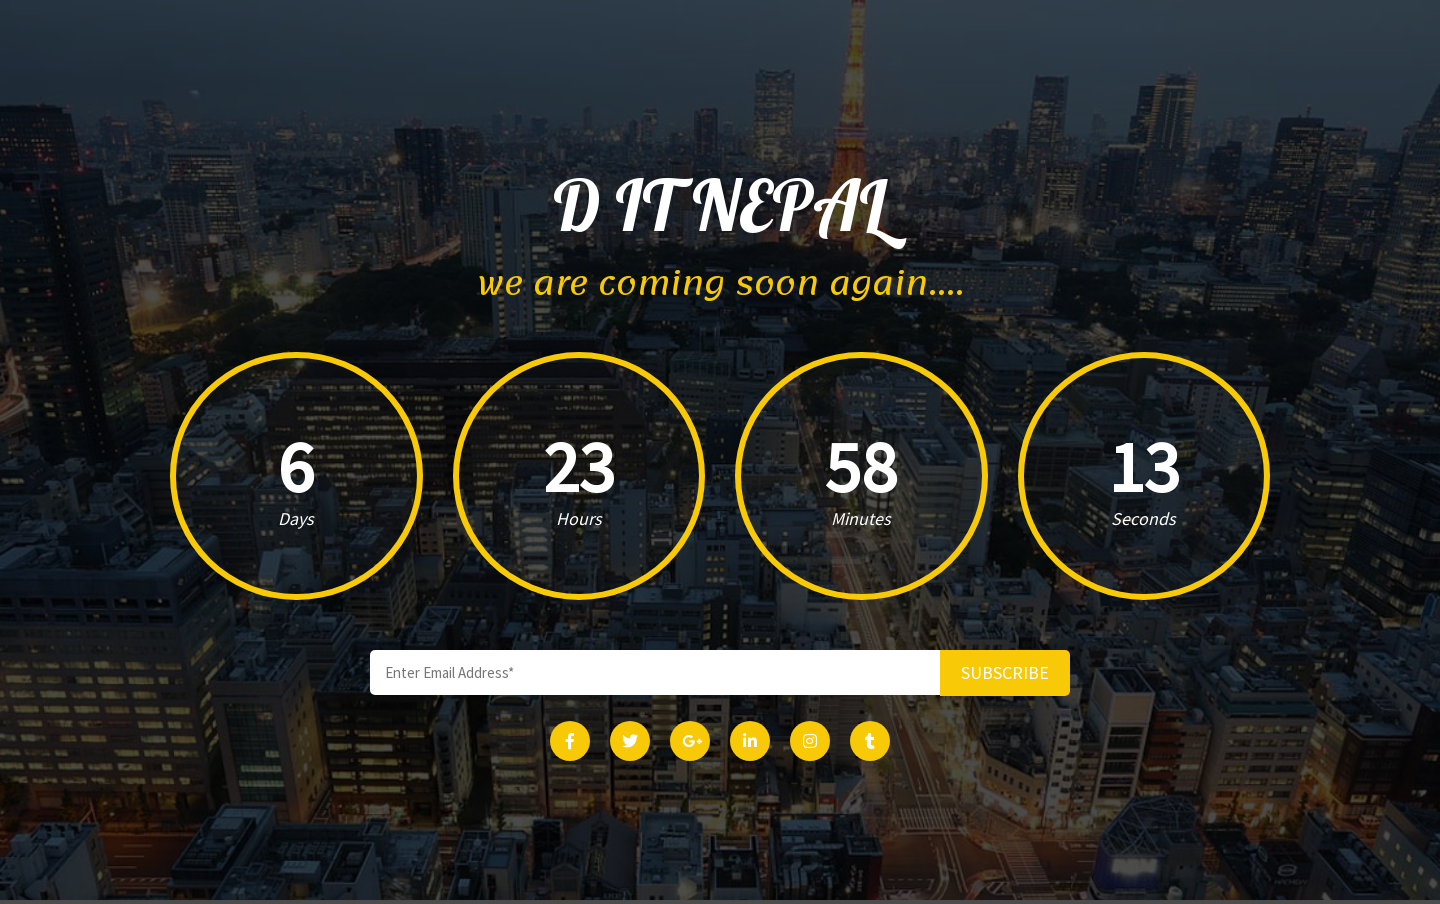 D IT NEPAL
we are coming soon again....
6
Days
23
Hours
58
Minutes
13
Seconds
Enter Email Address*
SUBSCRIBE